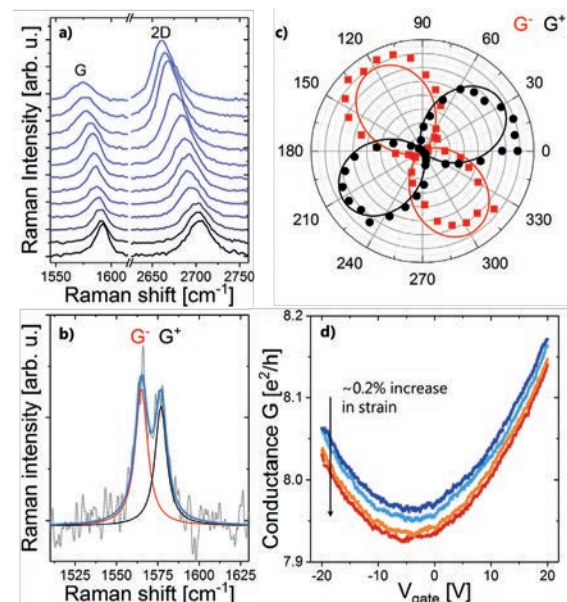 a)
G
2D
Raman Intensity [arb. u.]
1550 1600 2650 2700 2750
Raman shift [cm⁻¹]
c)
G⁻ G⁺
90
120 60
150 30
180 0
210 330
240 300
270
b)
G⁻ G⁺
Raman intensity [arb. u.]
1525 1550 1575 1600 1625
Raman shift [cm⁻¹]
d)
8.2
8.1
8.0
7.9
Conductance G [e²/h]
~0.2% increase
in strain
-20 -10 0 10 20
V_gate [V]